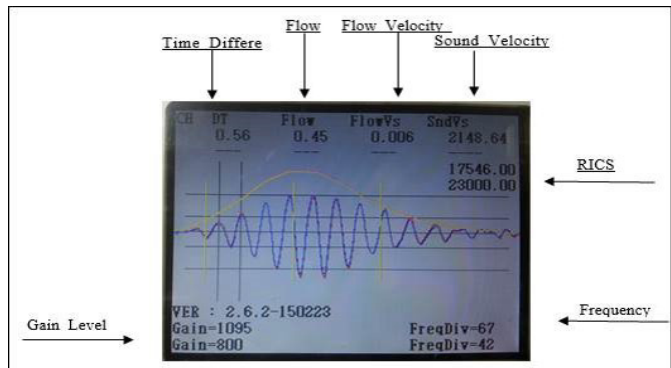 Flow Flow Velocity
Time Differe Sound Velocity
CH DT Flow FlowVs SndVs
0.56 0.45 0.006 2148.64
--- --- --- ---
17546.00
RICS
23000.00
VER : 2.6.2-150223
Frequency
Gain Level
Gain=1095 FreqDiv=67
Gain=800 FreqDiv=42